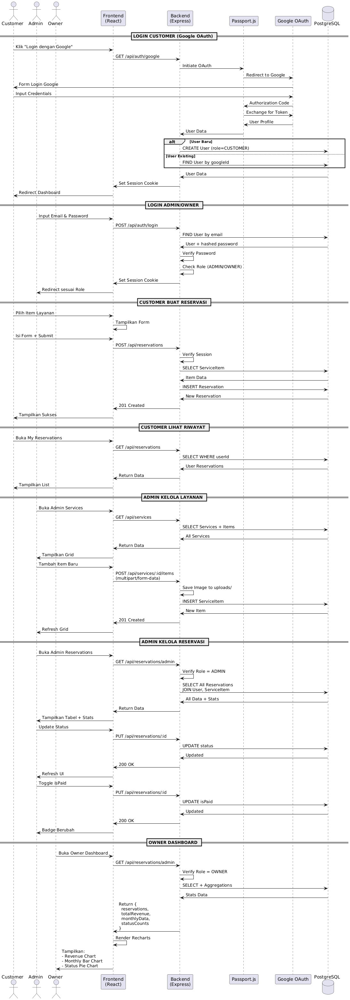 Customer
Admin
Owner
Frontend
(React)
Backend
(Express)
Passport.js
Google OAuth
PostgreSQL
LOGIN CUSTOMER (Google OAuth)
Klik "Login dengan Google"
GET /api/auth/google
Initiate OAuth
Redirect to Google
Form Login Google
Input Credentials
Authorization Code
Exchange for Token
User Profile
User Data
alt [User Baru]
CREATE User (role=CUSTOMER)
[User Existing]
FIND User by googleId
User Data
Set Session Cookie
Redirect Dashboard
LOGIN ADMIN/OWNER
Input Email & Password
POST /api/auth/login
FIND User by email
User + hashed password
Verify Password
Check Role (ADMIN/OWNER)
Set Session Cookie
Redirect sesuai Role
CUSTOMER BUAT RESERVASI
Pilih Item Layanan
Tampilkan Form
Isi Form + Submit
POST /api/reservations
Verify Session
SELECT ServiceItem
Item Data
INSERT Reservation
New Reservation
201 Created
Tampilkan Sukses
CUSTOMER LIHAT RIWAYAT
Buka My Reservations
GET /api/reservations
SELECT WHERE userId
User Reservations
Return Data
Tampilkan List
ADMIN KELOLA LAYANAN
Buka Admin Services
GET /api/services
SELECT Services + Items
All Services
Return Data
Tampilkan Grid
Tambah Item Baru
POST /api/services/:id/items
(multipart/form-data)
Save Image to uploads/
INSERT ServiceItem
New Item
201 Created
Refresh Grid
ADMIN KELOLA RESERVASI
Buka Admin Reservations
GET /api/reservations/admin
Verify Role = ADMIN
SELECT All Reservations
JOIN User, ServiceItem
All Data + Stats
Return Data
Tampilkan Tabel + Stats
Update Status
PUT /api/reservations/:id
UPDATE status
Updated
200 OK
Refresh UI
Toggle isPaid
PUT /api/reservations/:id
UPDATE isPaid
Updated
200 OK
Badge Berubah
OWNER DASHBOARD
Buka Owner Dashboard
GET /api/reservations/admin
Verify Role = OWNER
SELECT + Aggregations
Stats Data
Return {
reservations,
totalRevenue,
monthlyData,
statusCounts
}
Render Recharts
Tampilkan:
- Revenue Chart
- Monthly Bar Chart
- Status Pie Chart
Customer
Admin
Owner
Frontend
(React)
Backend
(Express)
Passport.js
Google OAuth
PostgreSQL